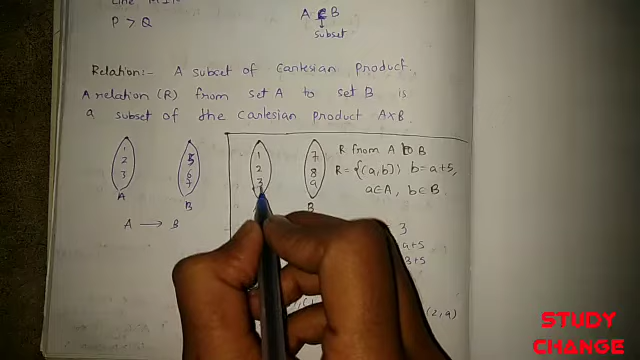 P > Q
A ⊂ B
subset
Relation:- A subset of Cartesian product.
A relation (R) from set A to set B is
a subset of the cartesian product A×B.
1 2 3
A
5 6 7
B
A → B
1 2 3
7 8 9
B
R from A to B
R = {(a,b) b = a+5,
a∈A, b∈B
3
a+5
3+5
(2,9)
STUDY
CHANGE